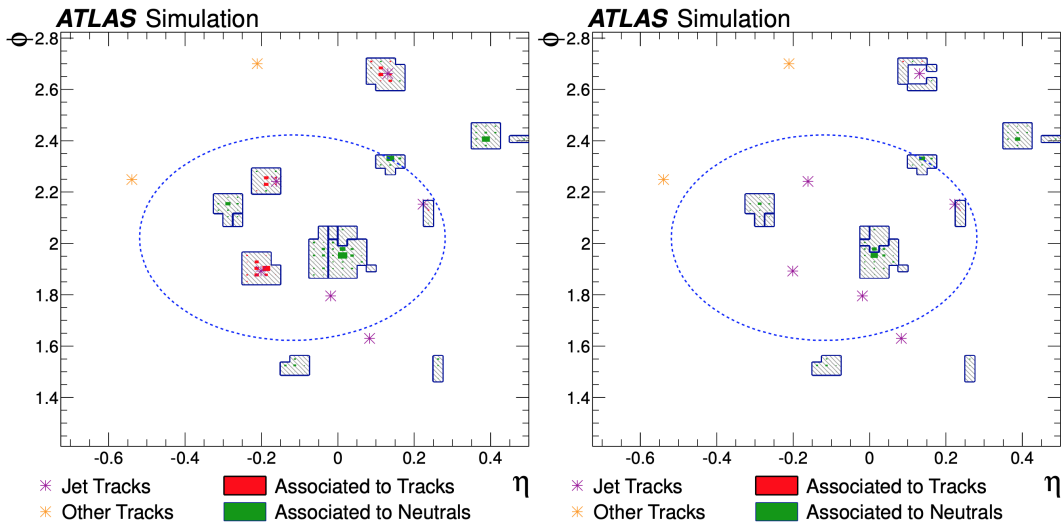 ATLAS Simulation
ϕ
2.8
2.6
2.4
2.2
2
1.8
1.6
1.4
-0.6 -0.4 -0.2 0 0.2 0.4
η
Jet Tracks Associated to Tracks
Other Tracks Associated to Neutrals
ATLAS Simulation
ϕ
2.8
2.6
2.4
2.2
2
1.8
1.6
1.4
-0.6 -0.4 -0.2 0 0.2 0.4
η
Jet Tracks Associated to Tracks
Other Tracks Associated to Neutrals